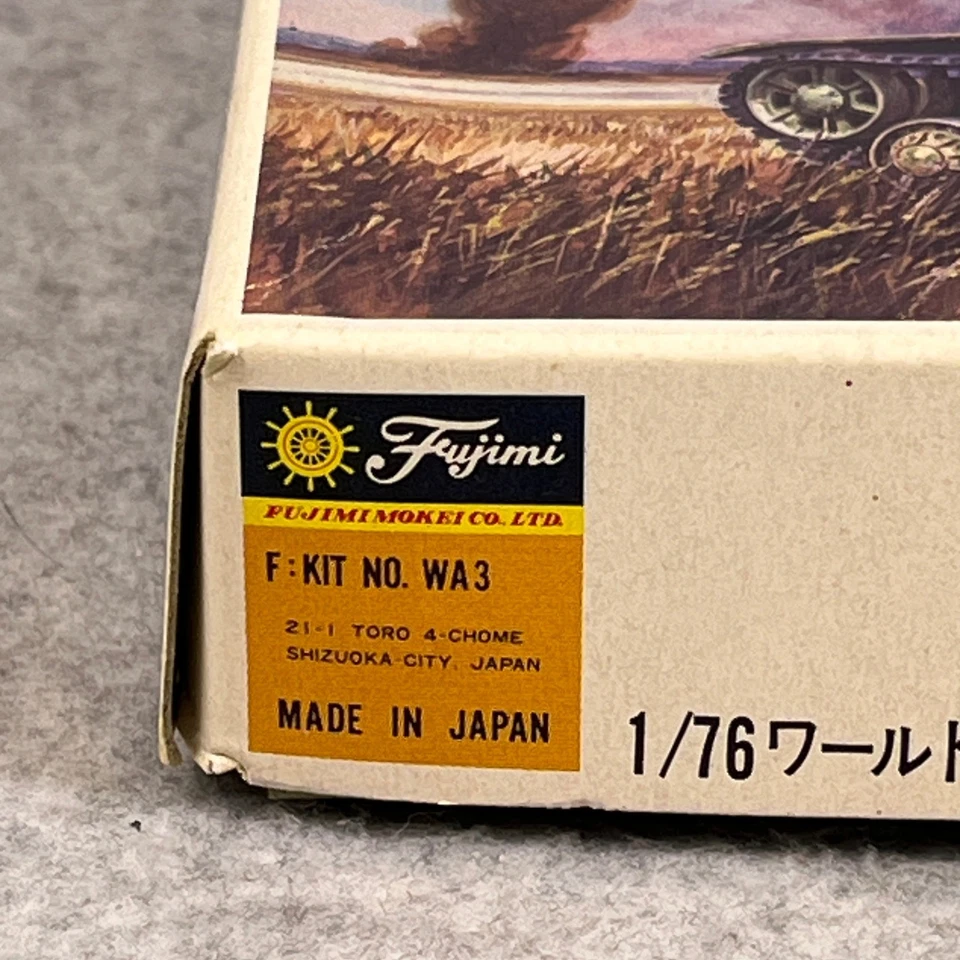 Fujimi
FUJIMI MOKEI CO. LTD.
F:KIT NO. WA3
21-1 TORO 4-CHOME
SHIZUOKA-CITY, JAPAN
MADE IN JAPAN
1/76ワールド